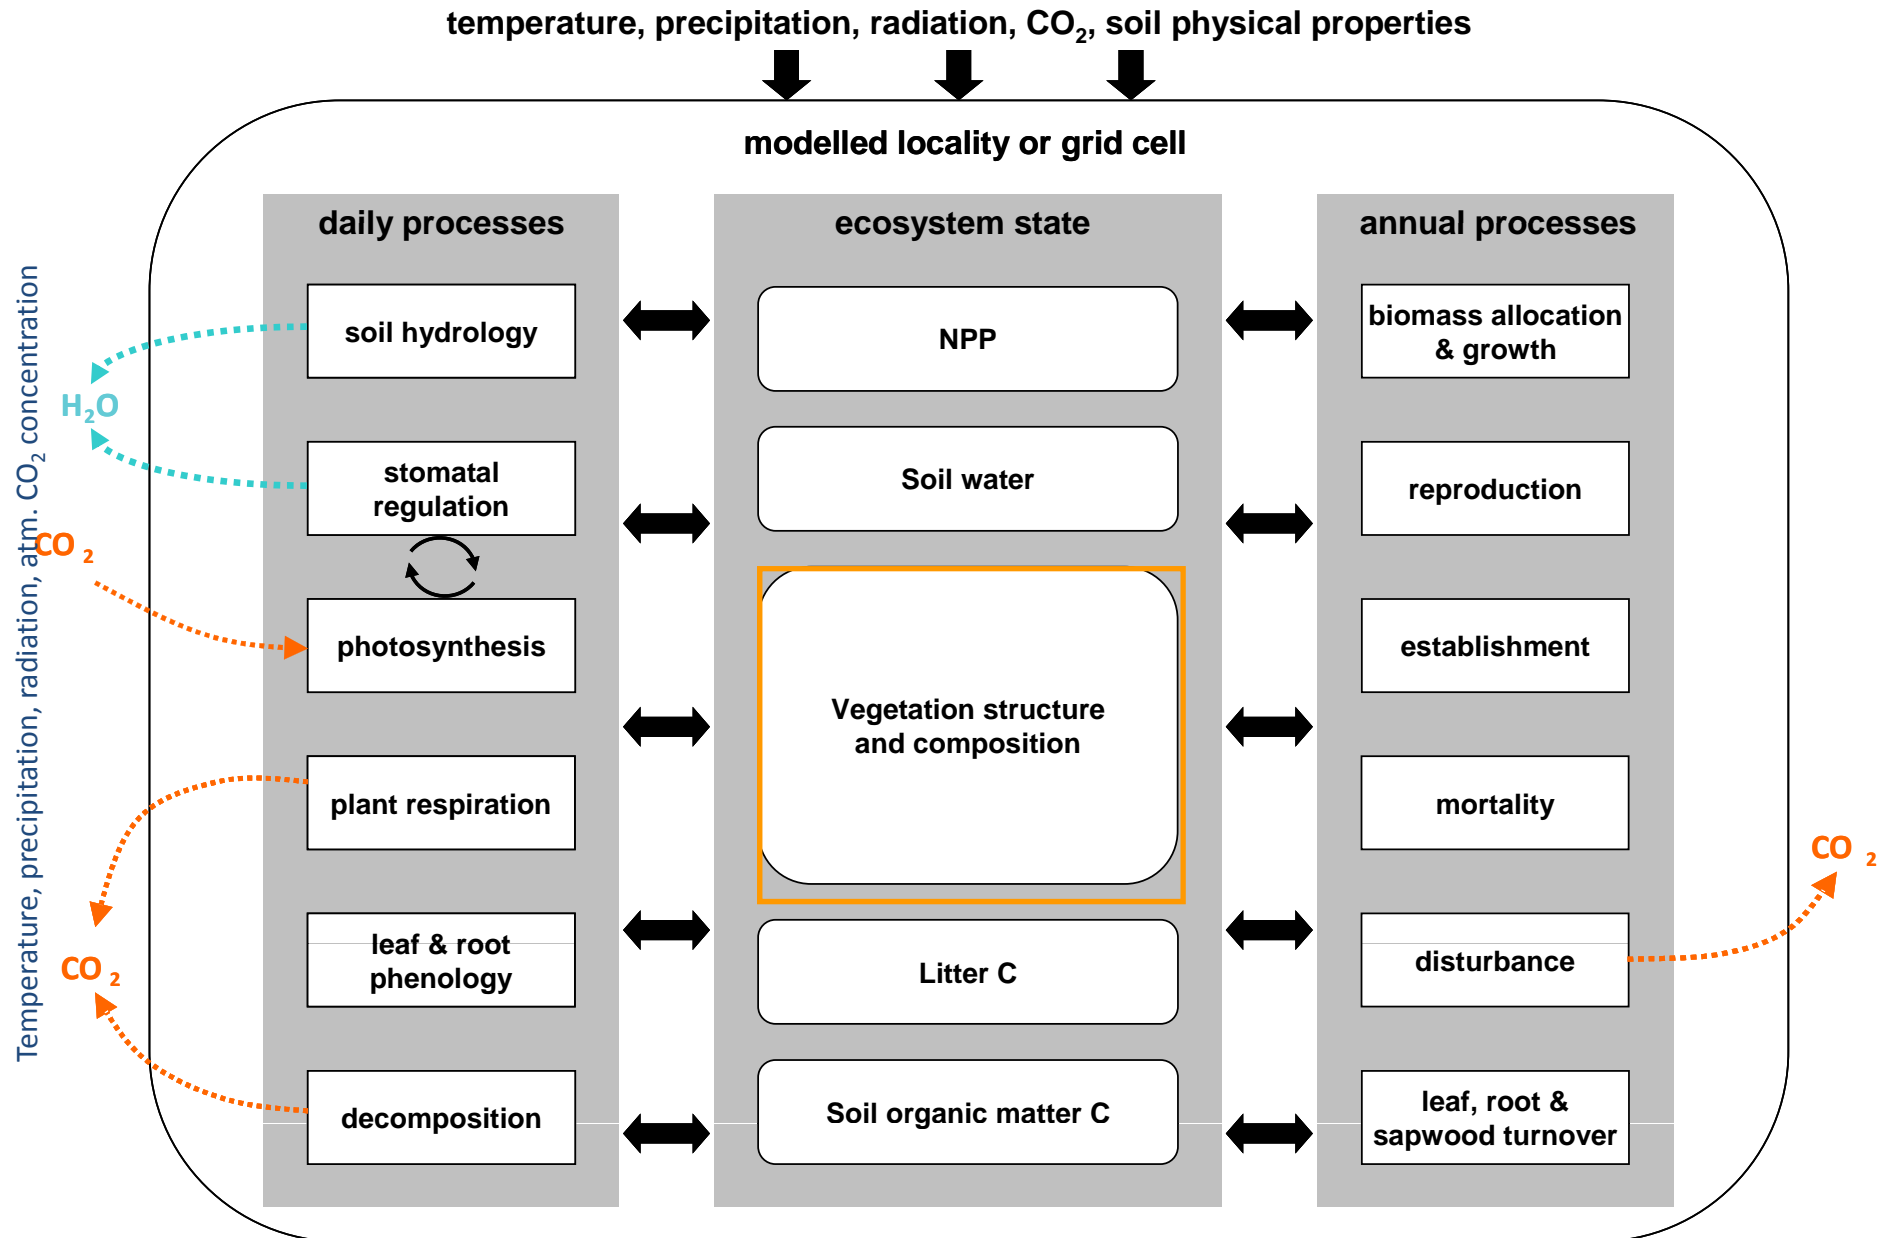 temperature, precipitation, radiation, CO₂, soil physical properties
modelled locality or grid cell
daily processes
soil hydrology
stomatal
regulation
photosynthesis
plant respiration
leaf & root
phenology
decomposition
ecosystem state
NPP
Soil water
Vegetation structure
and composition
Litter C
Soil organic matter C
annual processes
biomass allocation
& growth
reproduction
establishment
mortality
disturbance
leaf, root &
sapwood turnover
Temperature, precipitation, radiation, atm. CO₂ concentration
H₂O
CO ₂
CO ₂
CO ₂